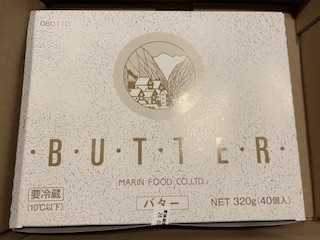 080110
・B・U・T・T・E・R・
MARIN FOOD CO.,LTD.
要冷蔵
(10℃以下)
バター
NET 320g(40個入)